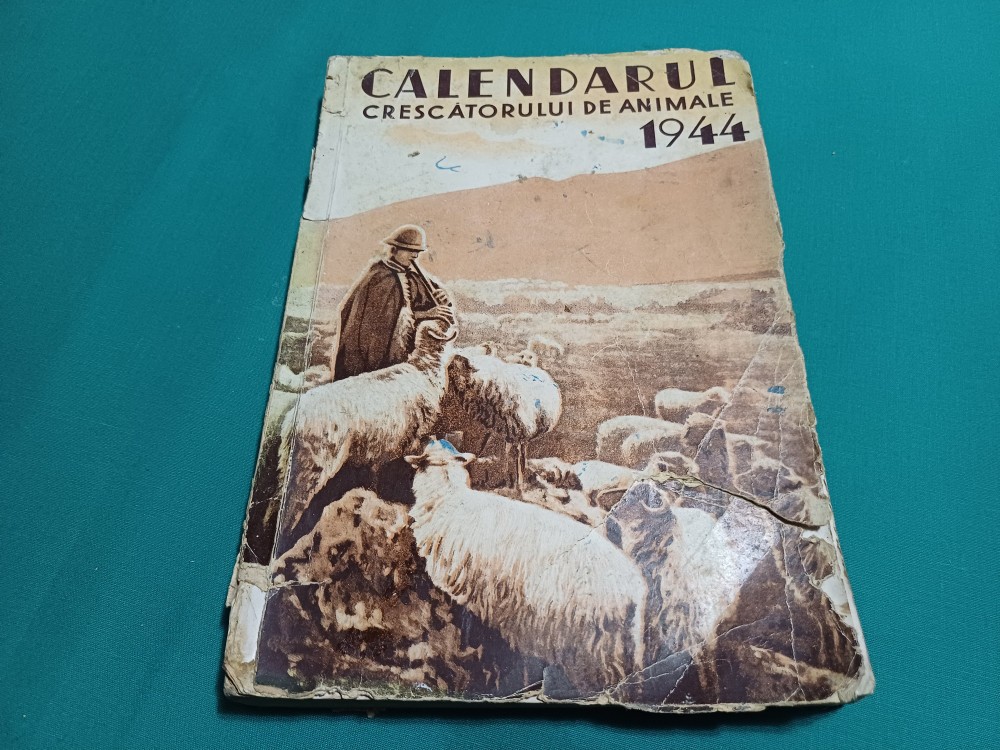 CALENDARUL
CRESCĂTORULUI DE ANIMALE
1944